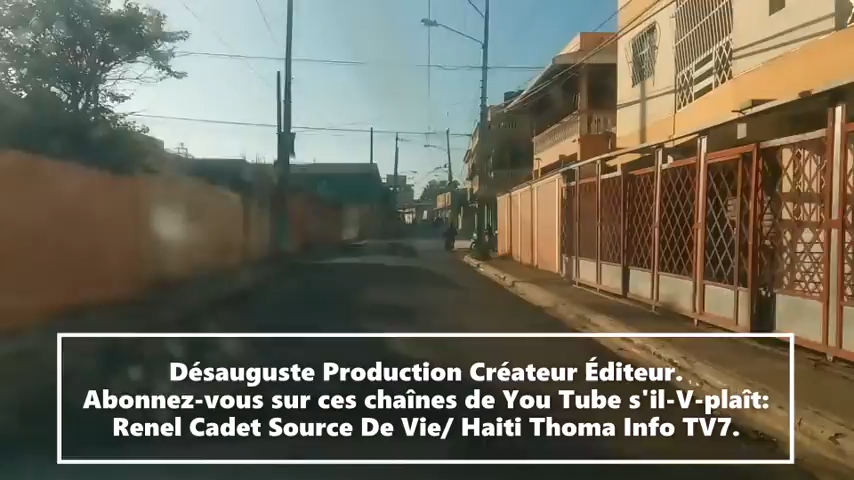 Désauguste Production Créateur Éditeur.
Abonnez-vous sur ces chaînes de You Tube s'il-V-plaît:
Renel Cadet Source De Vie/ Haiti Thoma Info TV7.